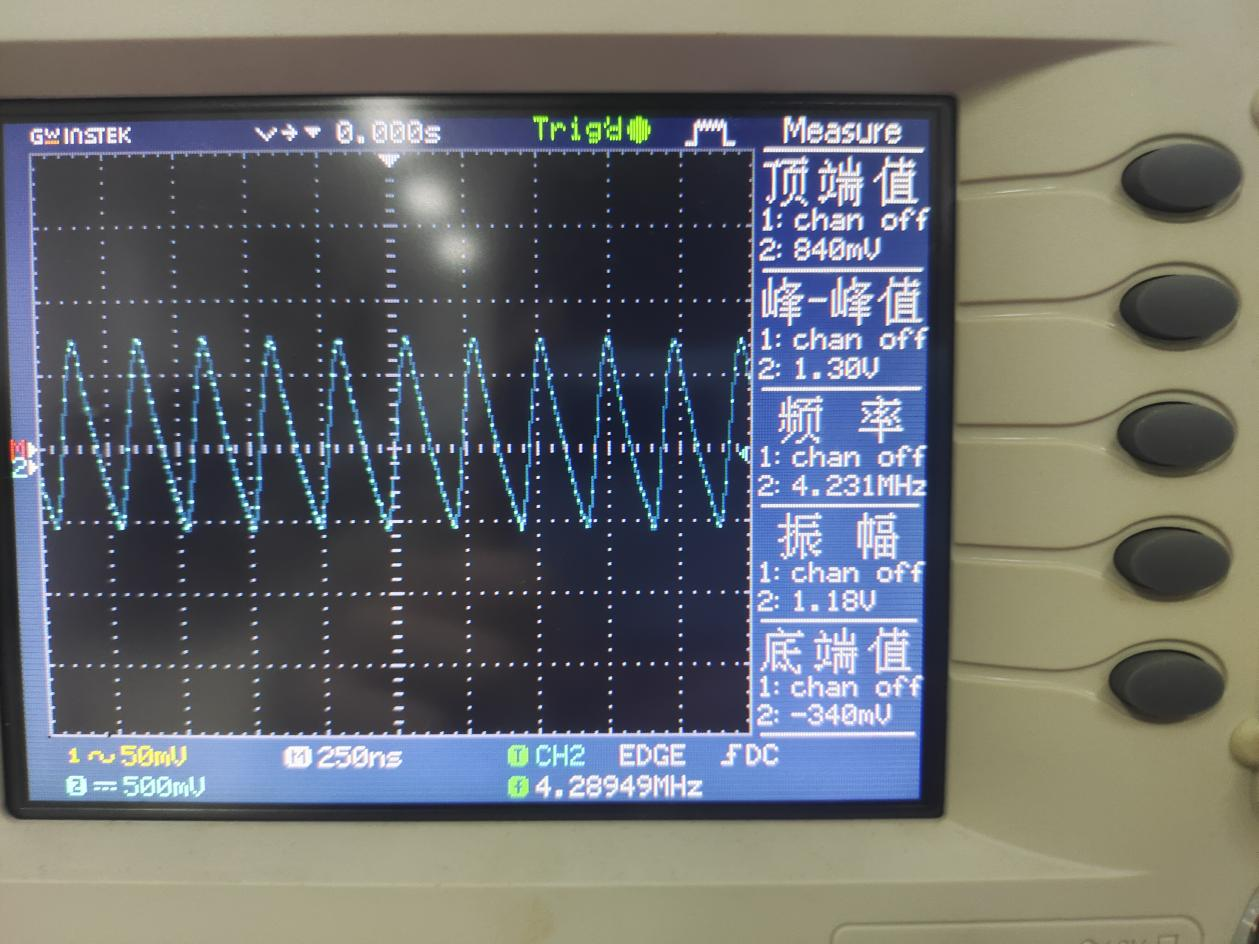 GWINSTEK 0.000s Trig'd Measure
顶端值
1: chan off
2: 840mV
峰-峰值
1: chan off
2: 1.30V
频 率
1: chan off
2: 4.231MHz
振 幅
1: chan off
2: 1.18V
底端值
1: chan off
2: -340mV
M
2
1 50mV M 250ns T CH2 EDGE DC
2 500mV f 4.28949MHz